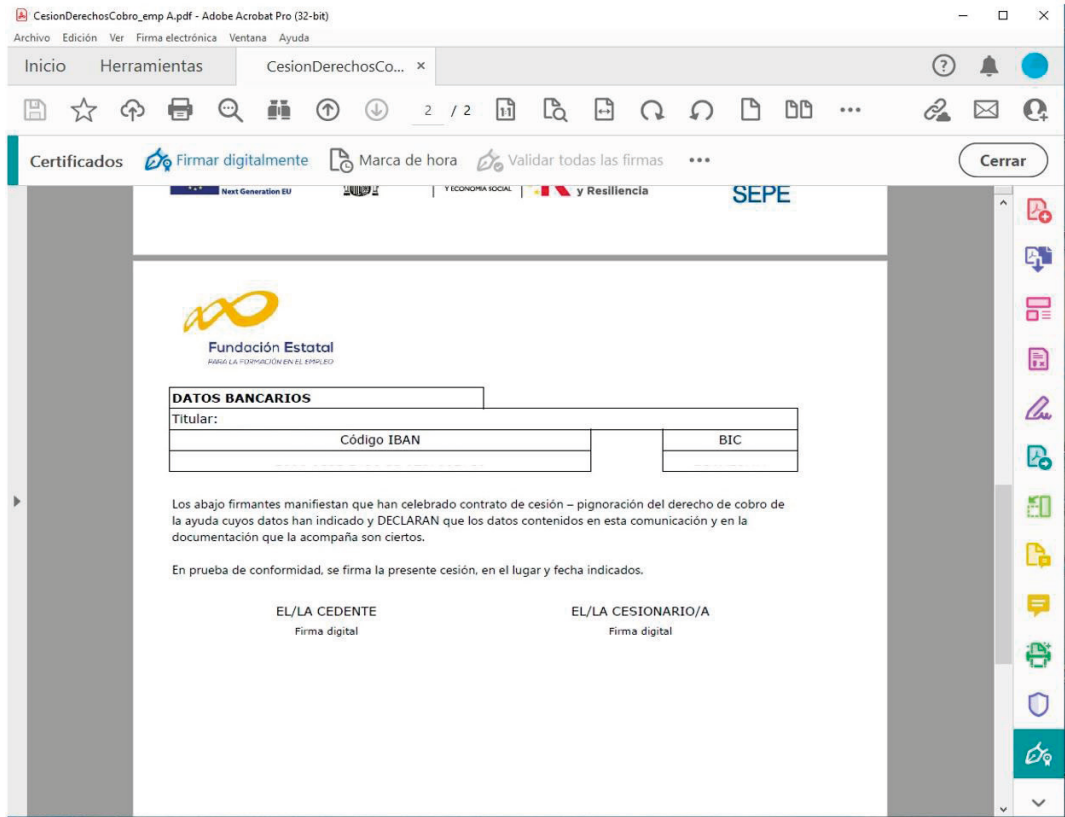 CesionDerechosCobro_emp A.pdf - Adobe Acrobat Pro (32-bit)
Archivo Edición Ver Firma electrónica Ventana Ayuda
Inicio Herramientas CesionDerechosCo... ×
2 / 2
Certificados Firmar digitalmente Marca de hora Validar todas las firmas Cerrar
Next Generation EU Y ECONOMÍA SOCIAL y Resiliencia SEPE
Fundación Estatal
PARA LA FORMACIÓN EN EL EMPLEO
DATOS BANCARIOS
Titular:
Código IBAN BIC
Los abajo firmantes manifiestan que han celebrado contrato de cesión – pignoración del derecho de cobro de
la ayuda cuyos datos han indicado y DECLARAN que los datos contenidos en esta comunicación y en la
documentación que la acompaña son ciertos.
En prueba de conformidad, se firma la presente cesión, en el lugar y fecha indicados.
EL/LA CEDENTE EL/LA CESIONARIO/A
Firma digital Firma digital